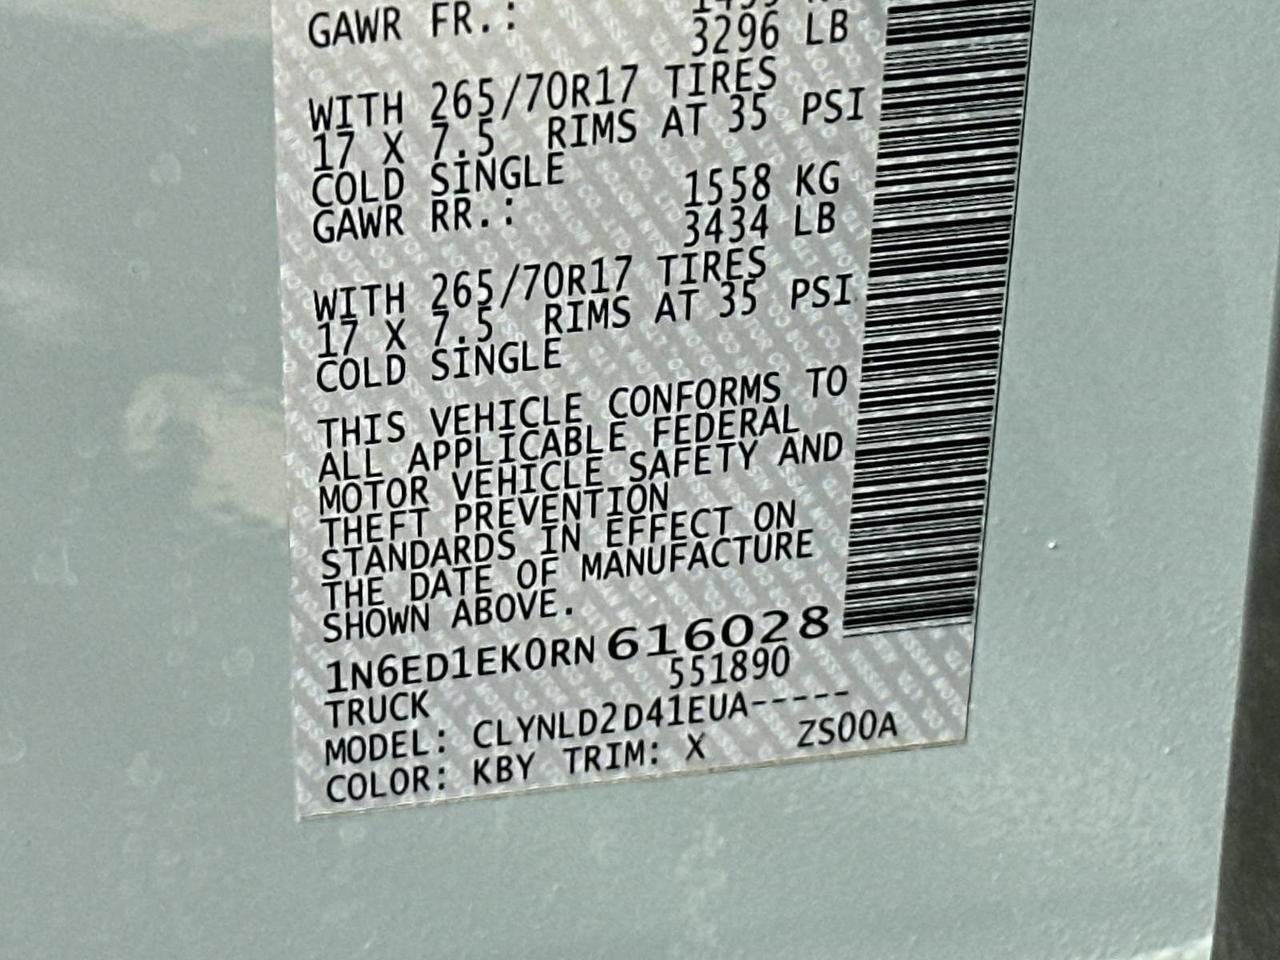 GAWR FR.:
3296 LB
WITH 265/70R17 TIRES
17 X 7.5 RIMS AT 35 PSI
COLD SINGLE
1558 KG
GAWR RR.:
3434 LB
WITH 265/70R17 TIRES
17 X 7.5 RIMS AT 35 PSI
COLD SINGLE
THIS VEHICLE CONFORMS TO
ALL APPLICABLE FEDERAL
MOTOR VEHICLE SAFETY AND
THEFT PREVENTION
STANDARDS IN EFFECT ON
THE DATE OF MANUFACTURE
SHOWN ABOVE.
1N6ED1EK0RN616028
551890
TRUCK
MODEL: CLYNLD2D41EUA-----
COLOR: KBY TRIM: X ZS00A